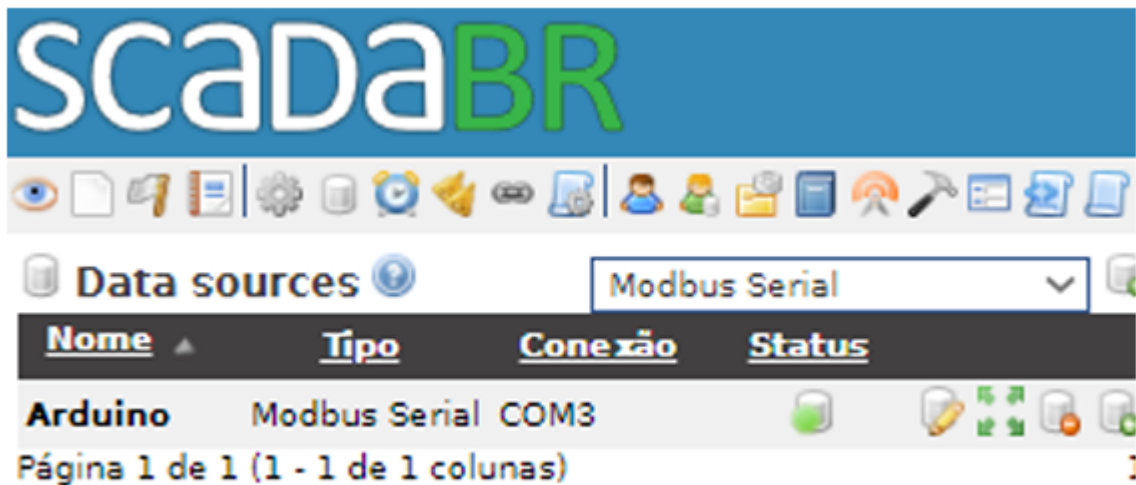 scadaBR
Data sources
Modbus Serial
Nome Tipo Conexão Status
Arduino Modbus Serial COM3
Página 1 de 1 (1 - 1 de 1 colunas)